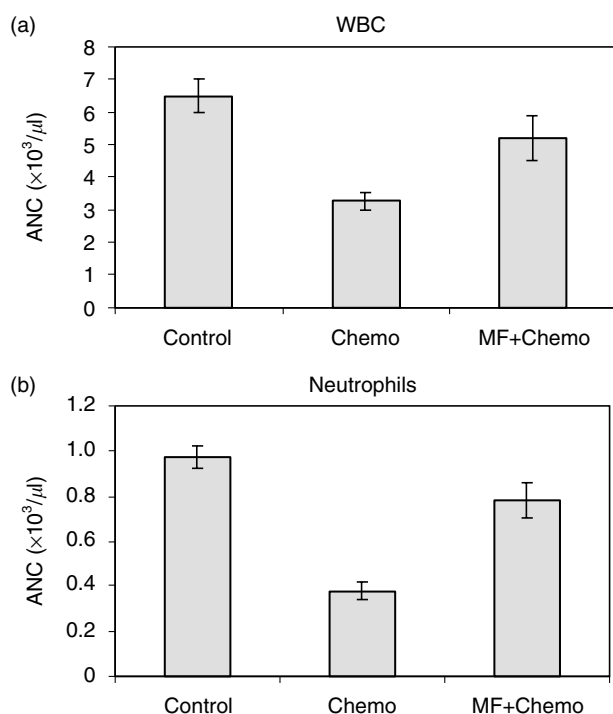 (a)
WBC
ANC (×10³/µl)
8
7
6
5
4
3
2
1
0
Control Chemo MF+Chemo
(b)
Neutrophils
ANC (×10³/µl)
1.2
1.0
0.8
0.6
0.4
0.2
0
Control Chemo MF+Chemo